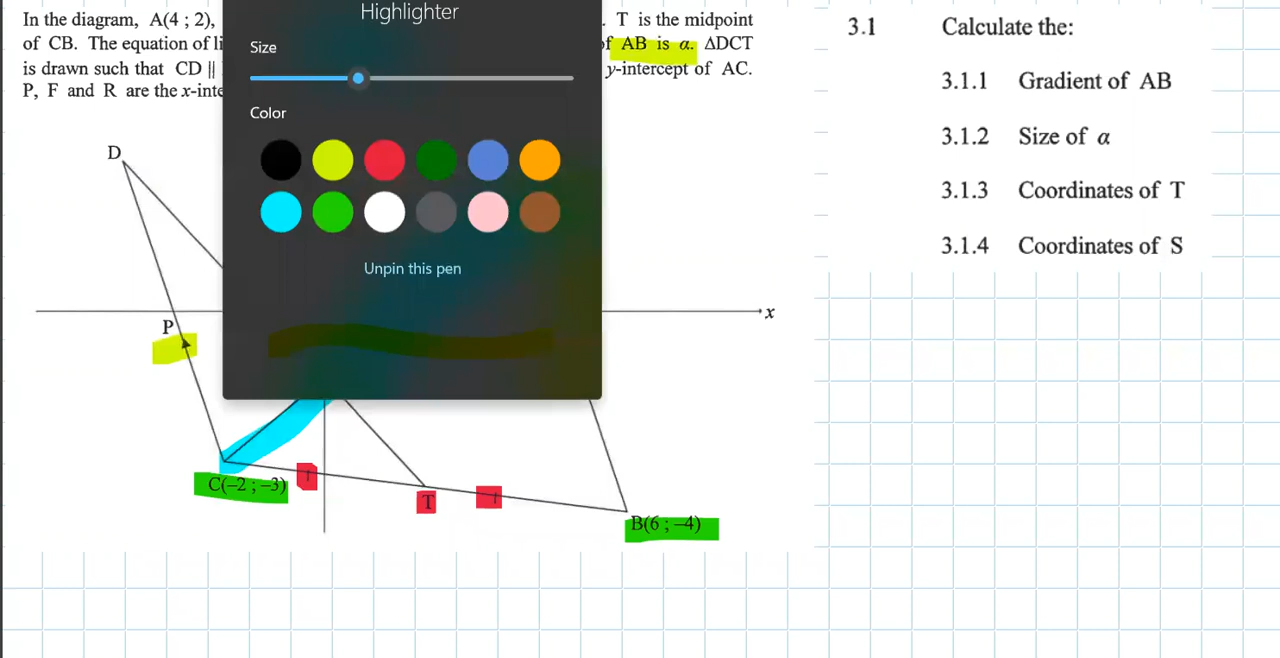 Highlighter
Size
Color
Unpin this pen
In the diagram, A(4 ; 2), . T is the midpoint
of CB. The equation of li f AB is α. ΔDCT
is drawn such that CD || y-intercept of AC.
P, F and R are the x-inte
D
P
x
C(–2 ; –3)
T
B(6 ; –4)
3.1 Calculate the:
3.1.1 Gradient of AB
3.1.2 Size of α
3.1.3 Coordinates of T
3.1.4 Coordinates of S